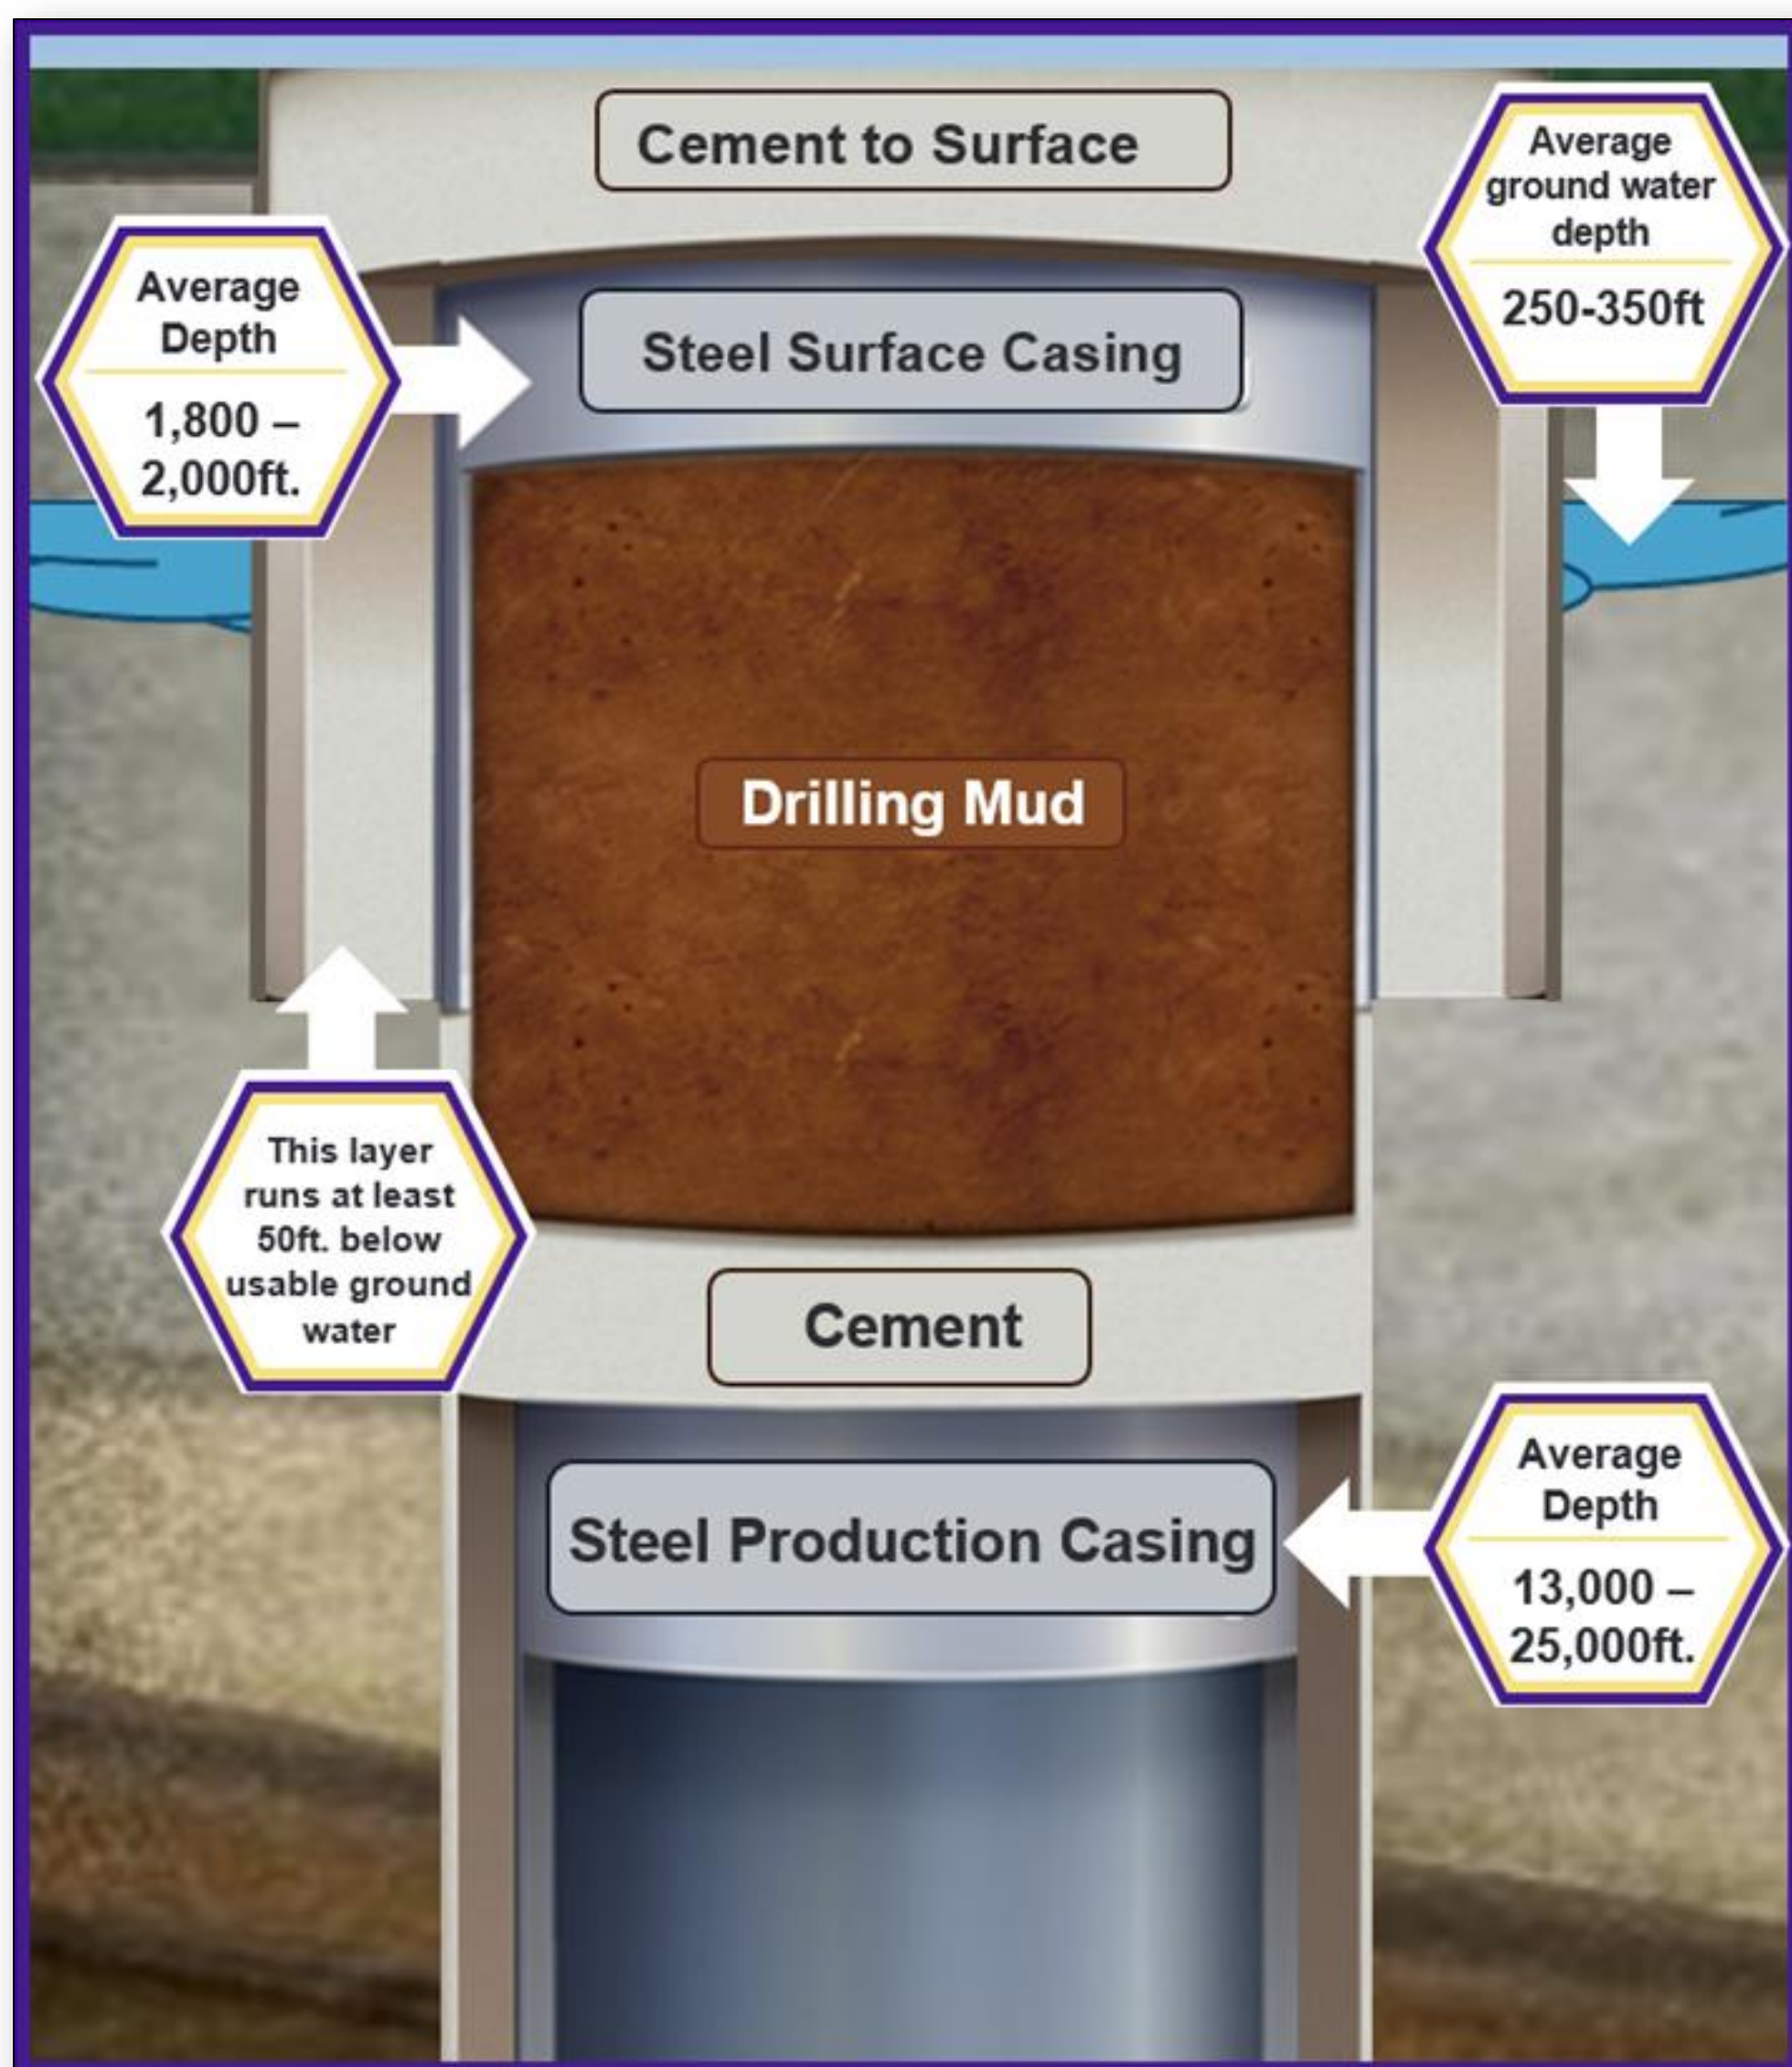 Cement to Surface
Average
ground water
depth
250-350ft
Average
Depth
1,800 –
2,000ft.
Steel Surface Casing
Drilling Mud
This layer
runs at least
50ft. below
usable ground
water
Cement
Steel Production Casing
Average
Depth
13,000 –
25,000ft.